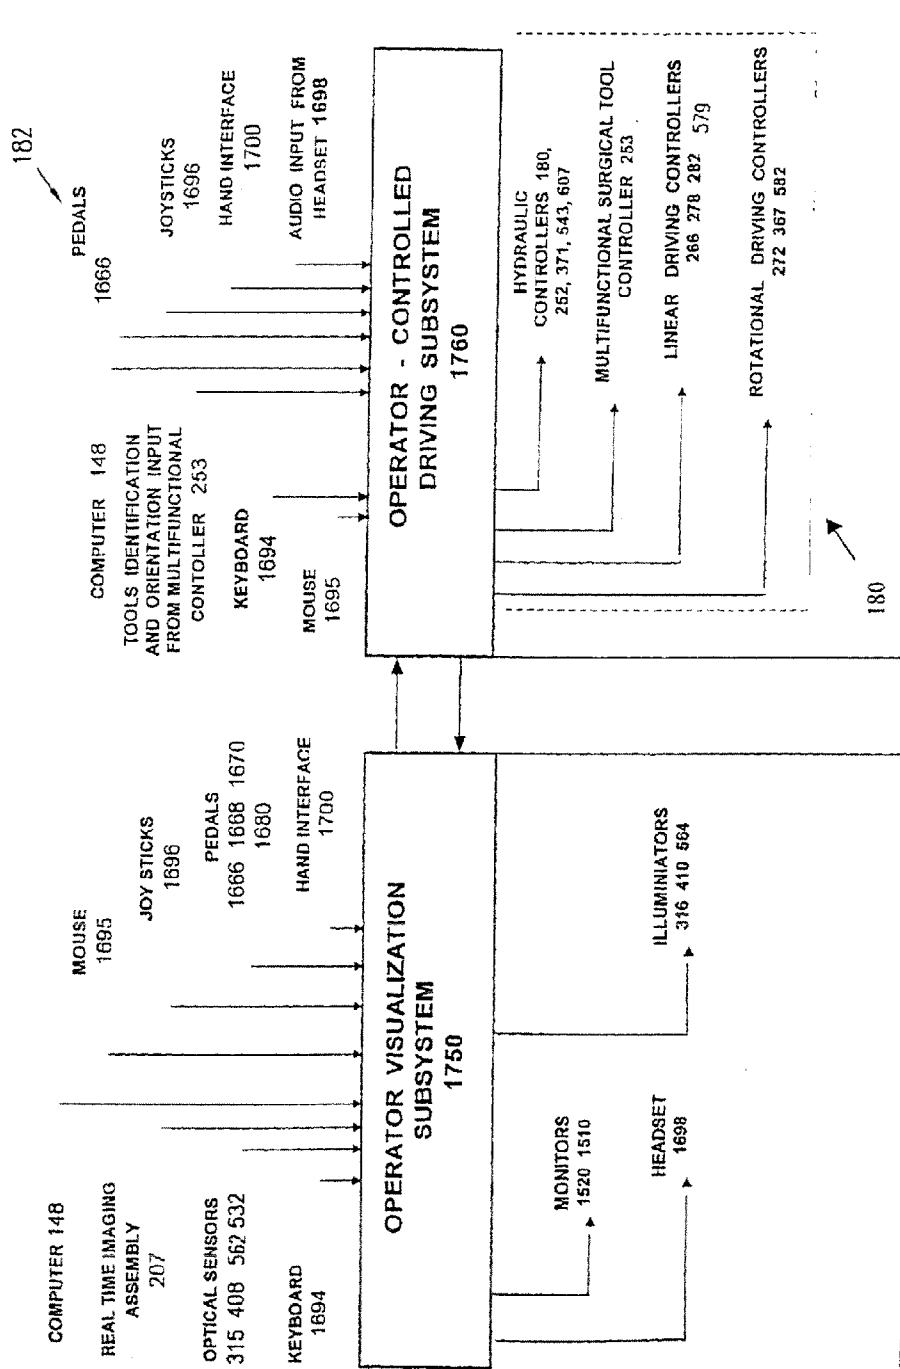 182
COMPUTER 148
REAL TIME IMAGING
ASSEMBLY
207
OPTICAL SENSORS
315 408 562 532
KEYBOARD
1694
MOUSE
1695
JOY STICKS
1696
PEDALS
1666 1668 1670
1680
HAND INTERFACE
1700
OPERATOR VISUALIZATION
SUBSYSTEM
1750
MONITORS
1520 1510
HEADSET
1698
ILLUMINIATORS
316 410 564
COMPUTER 148
TOOLS IDENTIFICATION
AND ORIENTATION INPUT
FROM MULTIFUNCTIONAL
CONTOLLER 253
KEYBOARD
1694
MOUSE
1695
PEDALS
1666
JOYSTICKS
1696
HAND INTERFACE
1700
AUDIO INPUT FROM
HEADSET 1698
OPERATOR - CONTROLLED
DRIVING SUBSYSTEM
1760
HYDRAULIC
CONTROLLERS 180,
252, 371, 543, 607
MULTIFUNCTIONAL SURGICAL TOOL
CONTROLLER 253
LINEAR DRIVING CONTROLLERS
266 278 282 579
ROTATIONAL DRIVING CONTROLLERS
272 367 582
180